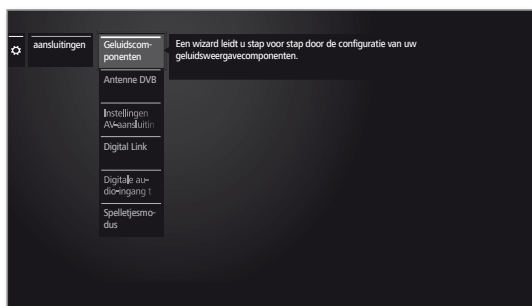 aansluitingen
Geluidscom-
ponenten
Een wizard leidt u stap voor stap door de configuratie van uw
geluidsweergavecomponenten.
Antenne DVB
Instellingen
AV-aansluitin
Digital Link
Digitale au-
dio-ingang t
Spelletjesmo-
dus